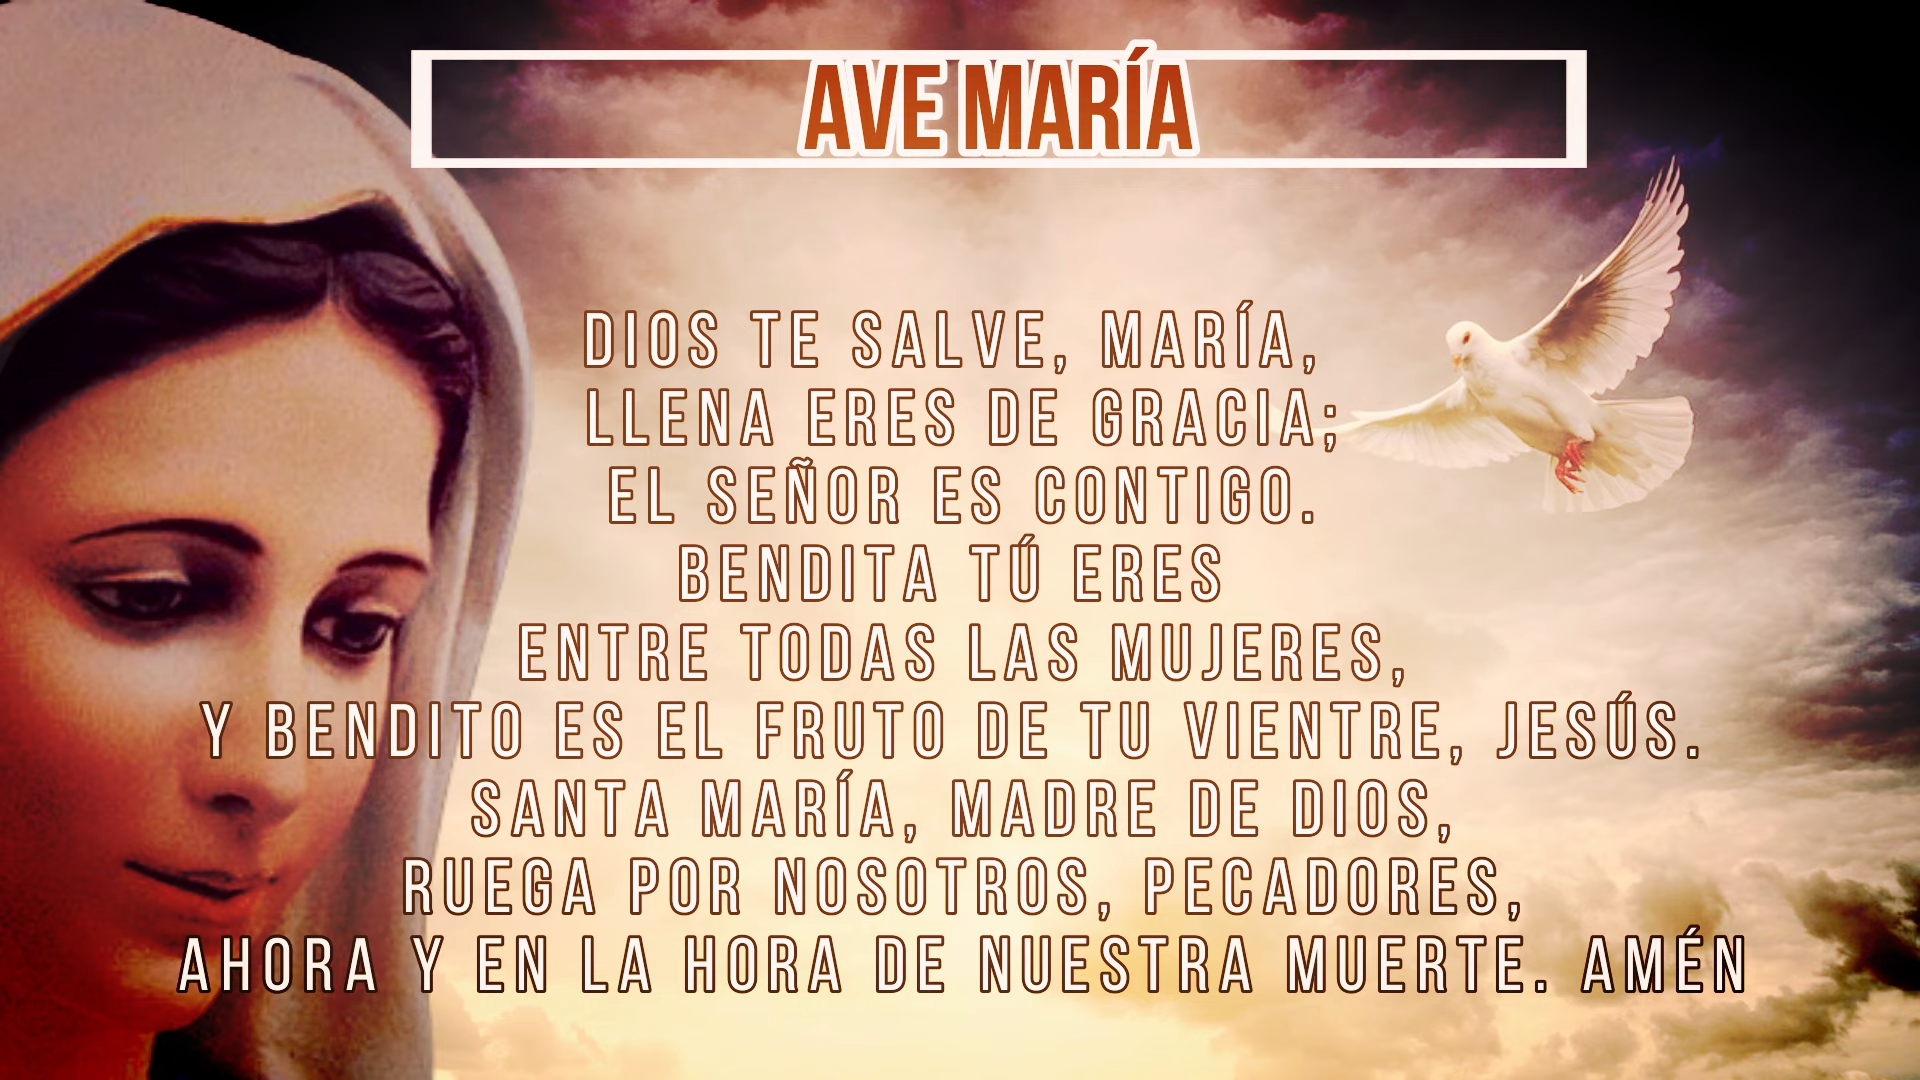 AVE MARÍA
DIOS TE SALVE, MARÍA,
LLENA ERES DE GRACIA;
EL SEÑOR ES CONTIGO.
BENDITA TÚ ERES
ENTRE TODAS LAS MUJERES,
Y BENDITO ES EL FRUTO DE TU VIENTRE, JESÚS.
SANTA MARÍA, MADRE DE DIOS,
RUEGA POR NOSOTROS, PECADORES,
AHORA Y EN LA HORA DE NUESTRA MUERTE. AMÉN